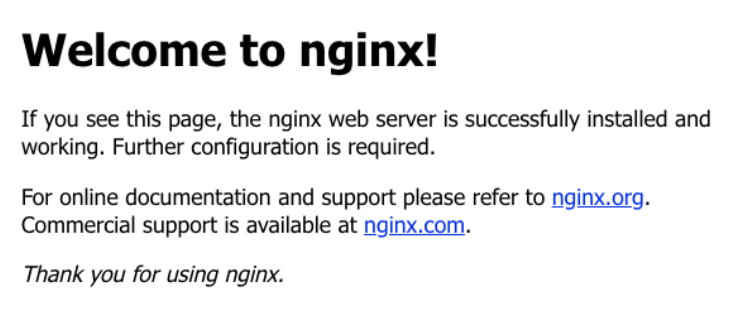 Welcome to nginx!
If you see this page, the nginx web server is successfully installed and
working. Further configuration is required.
For online documentation and support please refer to nginx.org.
Commercial support is available at nginx.com.
Thank you for using nginx.